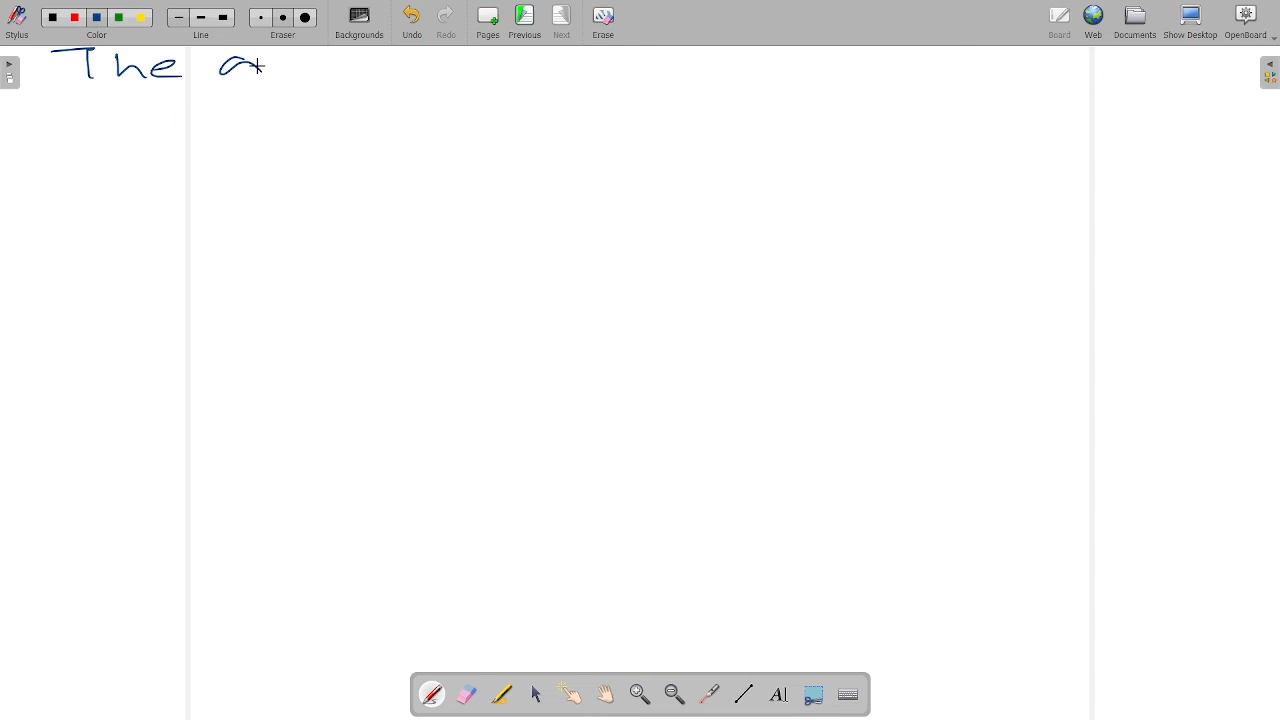 Stylus Color Line Eraser Backgrounds Undo Redo Pages Previous Next Erase Board Web Documents Show Desktop OpenBoard
The